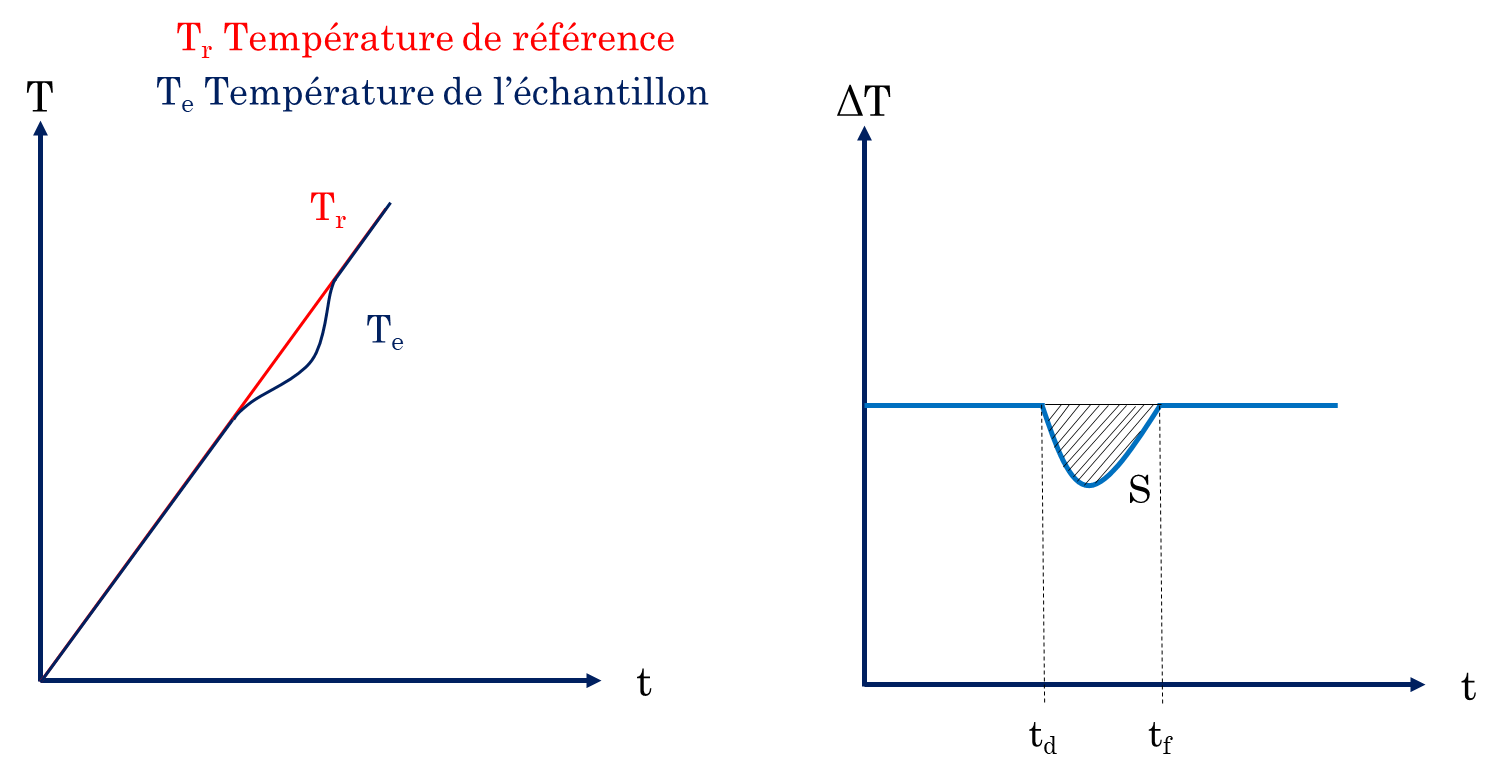 Tr Température de référence
Te Température de l’échantillon
T
Tr
Te
t
ΔT
S
t
td
tf